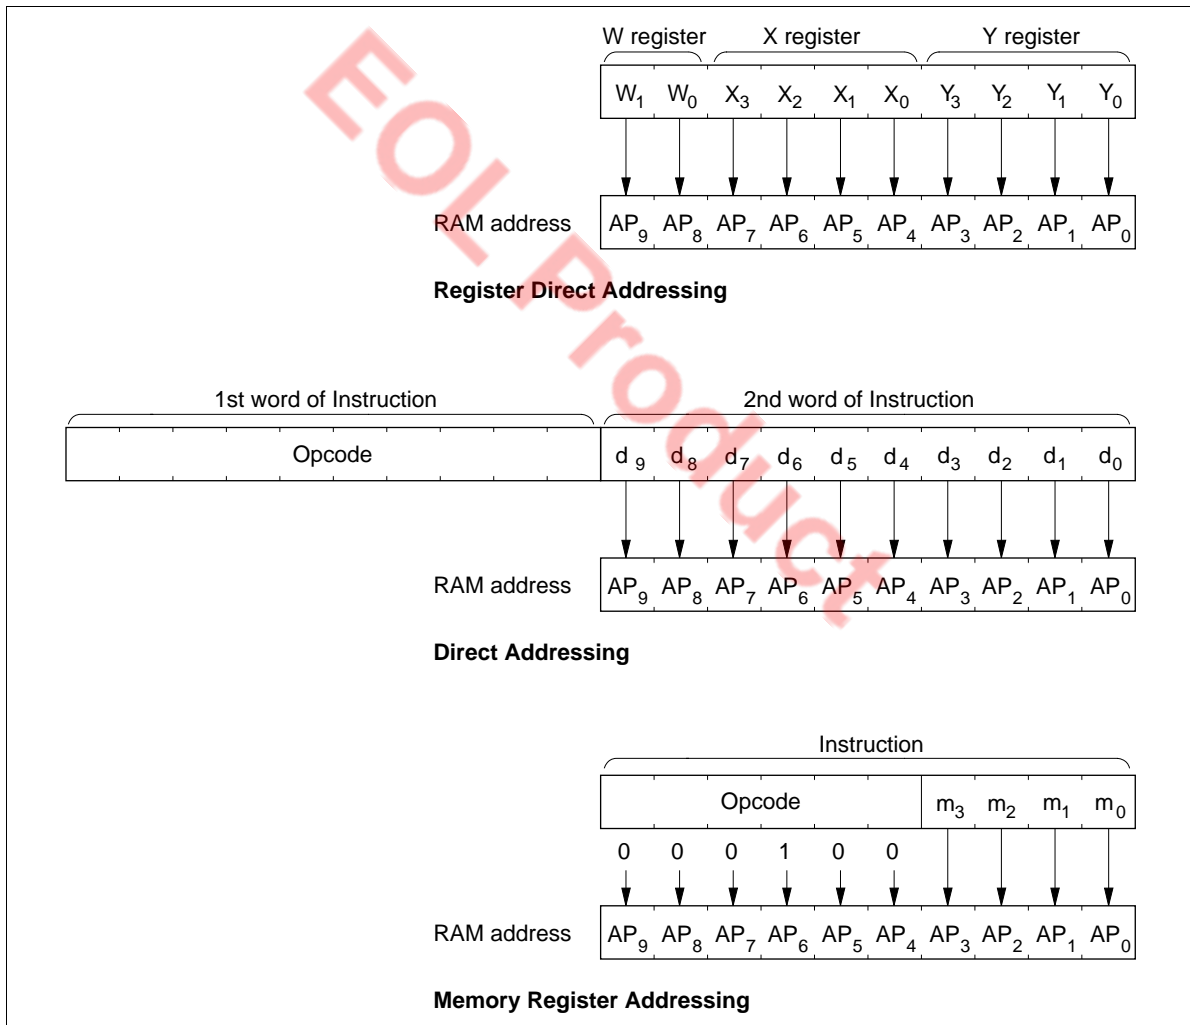 W register X register Y register
W1 W0 X3 X2 X1 X0 Y3 Y2 Y1 Y0
RAM address AP9 AP8 AP7 AP6 AP5 AP4 AP3 AP2 AP1 AP0
Register Direct Addressing
1st word of Instruction 2nd word of Instruction
Opcode d9 d8 d7 d6 d5 d4 d3 d2 d1 d0
RAM address AP9 AP8 AP7 AP6 AP5 AP4 AP3 AP2 AP1 AP0
Direct Addressing
Instruction
Opcode m3 m2 m1 m0
0 0 0 1 0 0
RAM address AP9 AP8 AP7 AP6 AP5 AP4 AP3 AP2 AP1 AP0
Memory Register Addressing
EOL Product